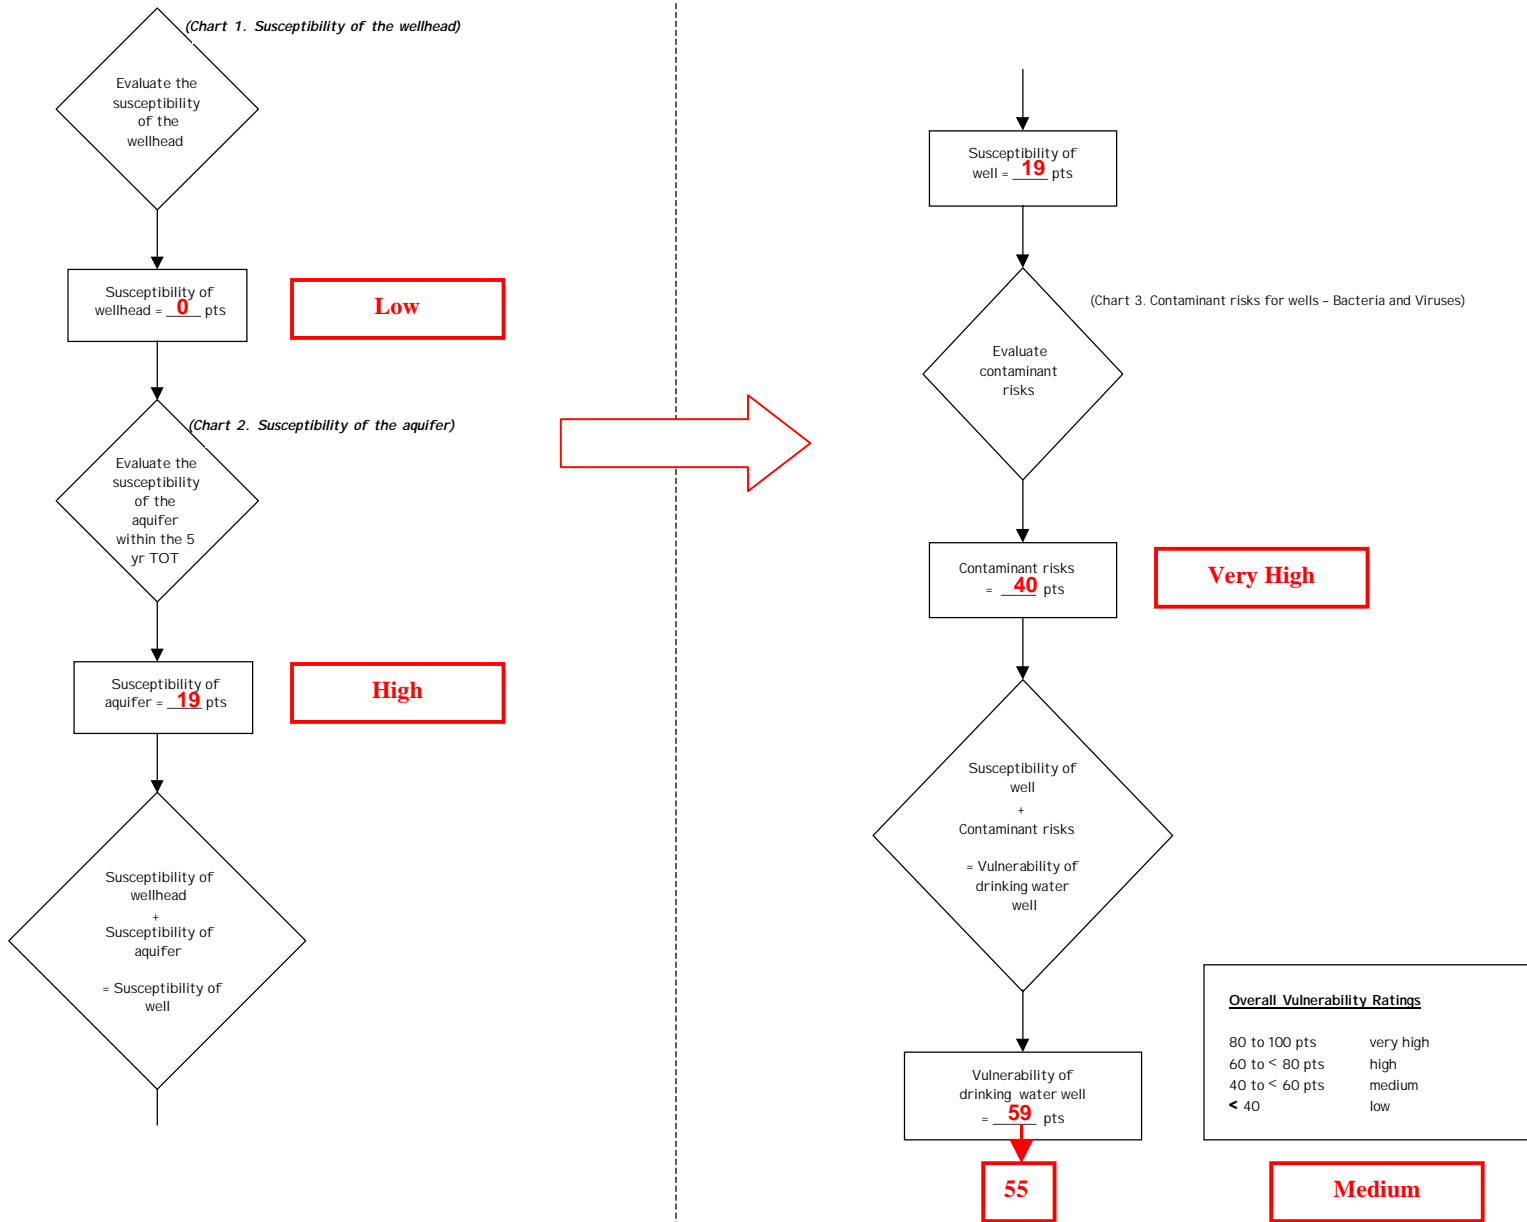 (Chart 1. Susceptibility of the wellhead)
Evaluate the
susceptibility
of the
wellhead
Susceptibility of
wellhead = 0 pts
Low
(Chart 2. Susceptibility of the aquifer)
Evaluate the
susceptibility
of the
aquifer
within the 5
yr TOT
Susceptibility of
aquifer = 19 pts
High
Susceptibility of
wellhead
+
Susceptibility of
aquifer
= Susceptibility of
well
Susceptibility of
well = 19 pts
(Chart 3. Contaminant risks for wells – Bacteria and Viruses)
Evaluate
contaminant
risks
Contaminant risks
= 40 pts
Very High
Susceptibility of
well
+
Contaminant risks
= Vulnerability of
drinking water
well
Vulnerability of
drinking water well
= 59 pts
55
Overall Vulnerability Ratings
80 to 100 pts very high
60 to < 80 pts high
40 to < 60 pts medium
< 40 low
Medium